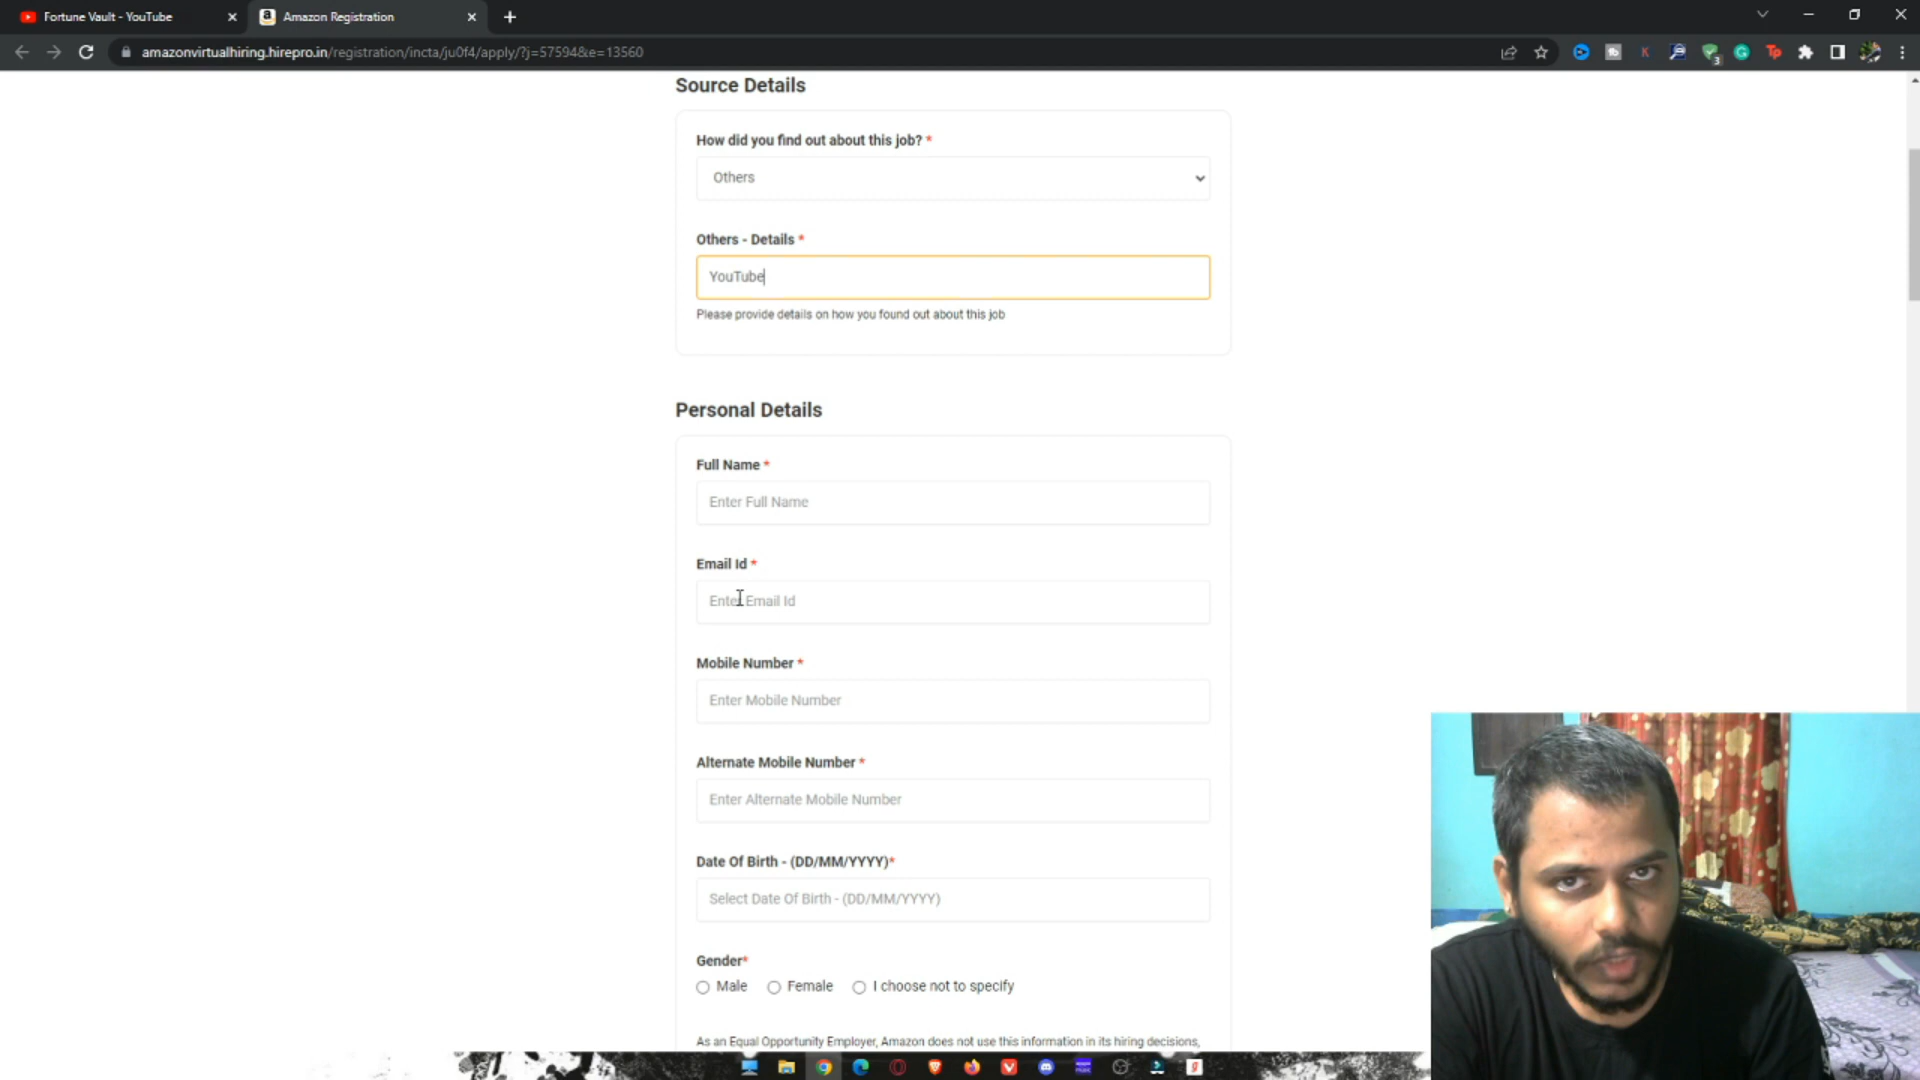 Fortune Vault - YouTube
Amazon Registration
amazonvirtualhiring.hirepro.in/registration/incta/ju0f4/apply/?j=57594&e=13560
Source Details
How did you find out about this job? *
Others
Others - Details *
YouTube
Please provide details on how you found out about this job
Personal Details
Full Name *
Enter Full Name
Email Id *
Enter Email Id
Mobile Number *
Enter Mobile Number
Alternate Mobile Number *
Enter Alternate Mobile Number
Date Of Birth - (DD/MM/YYYY)*
Select Date Of Birth - (DD/MM/YYYY)
Gender*
Male Female I choose not to specify
As an Equal Opportunity Employer, Amazon does not use this information in its hiring decisions,